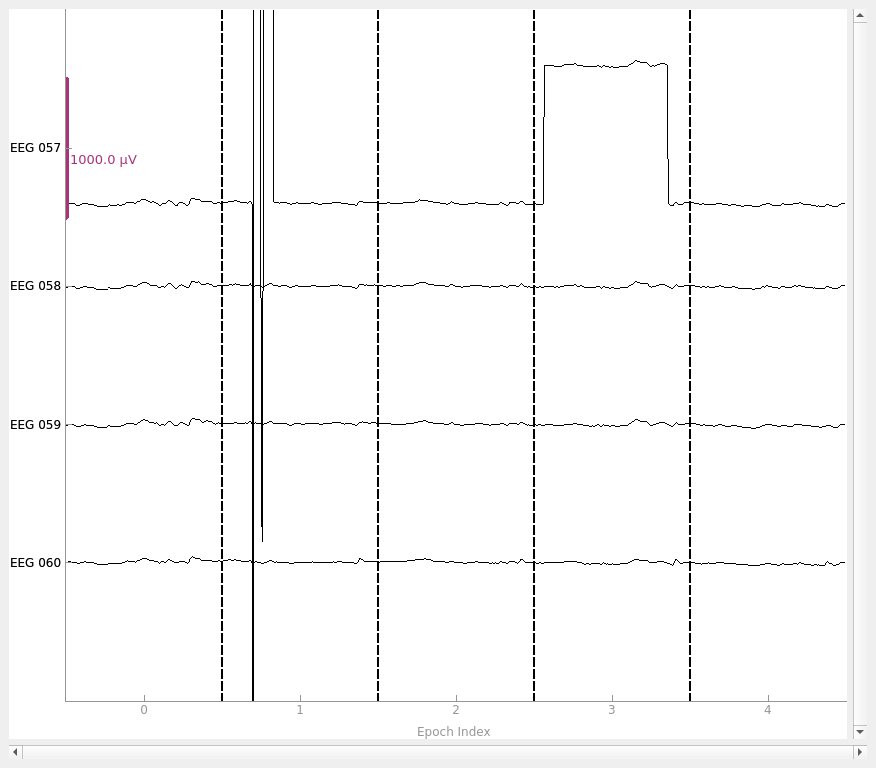 EEG 057
1000.0 µV
EEG 058
EEG 059
EEG 060
0 1 2 3 4
Epoch Index